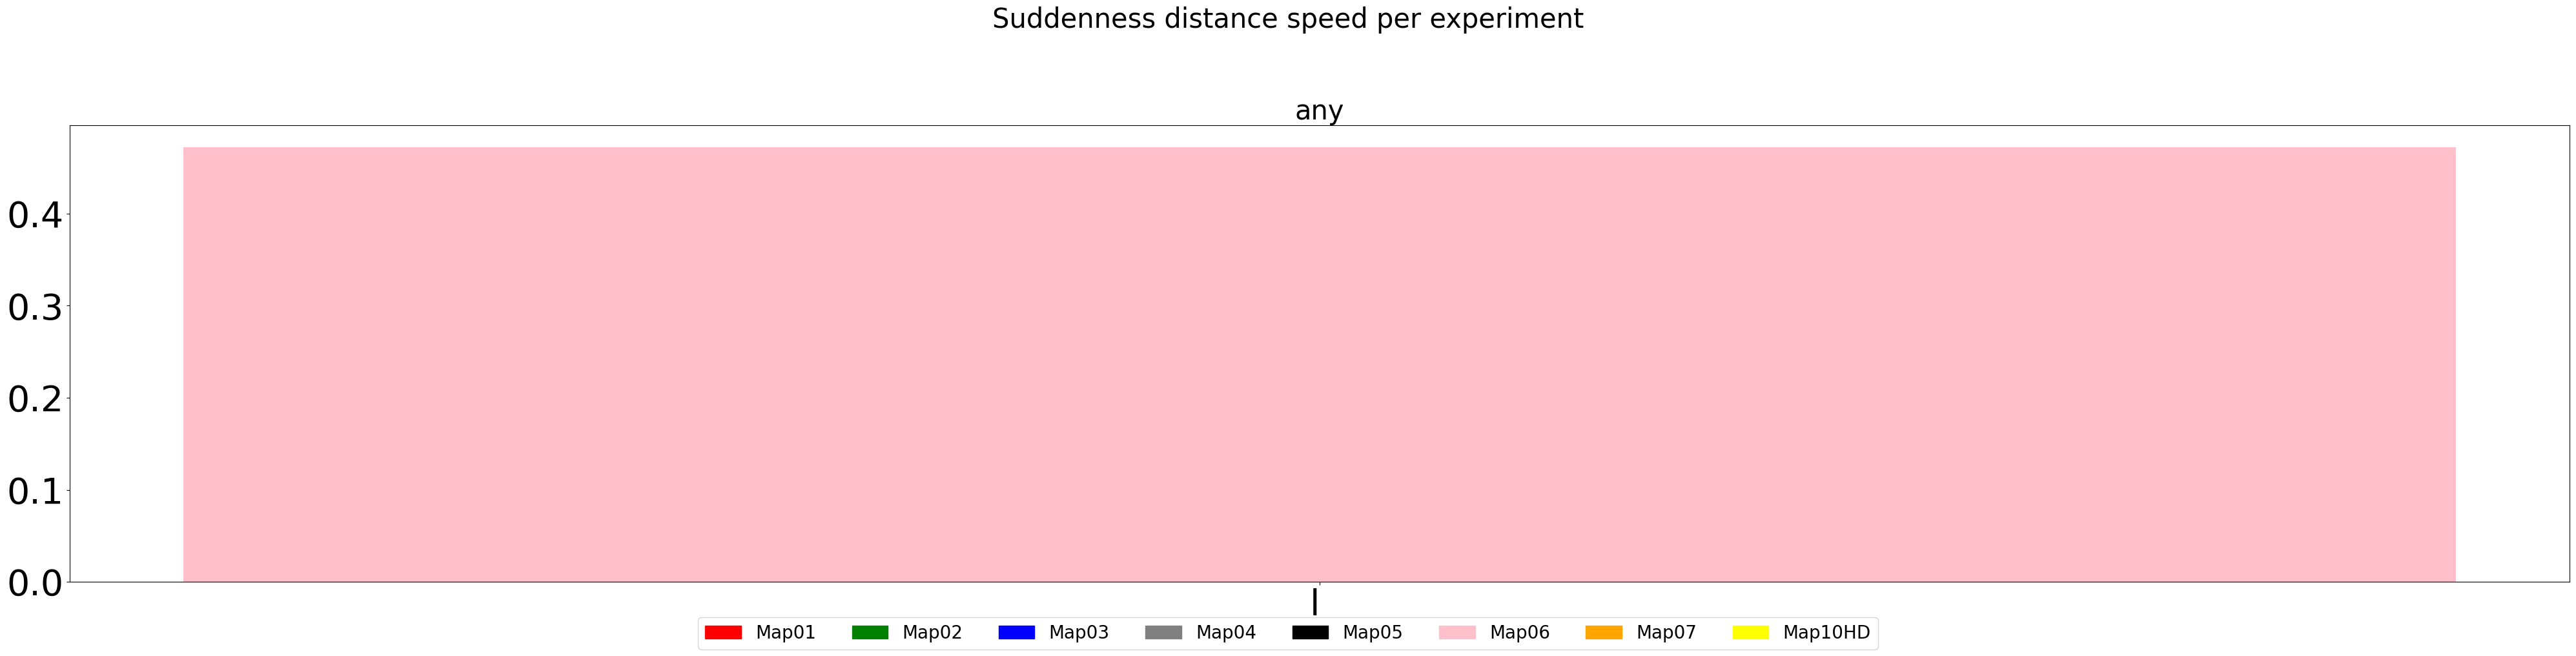 Suddenness distance speed per experiment
any
0.4
0.3
0.2
0.1
0.0
l
Map01 Map02 Map03 Map04 Map05 Map06 Map07 Map10HD